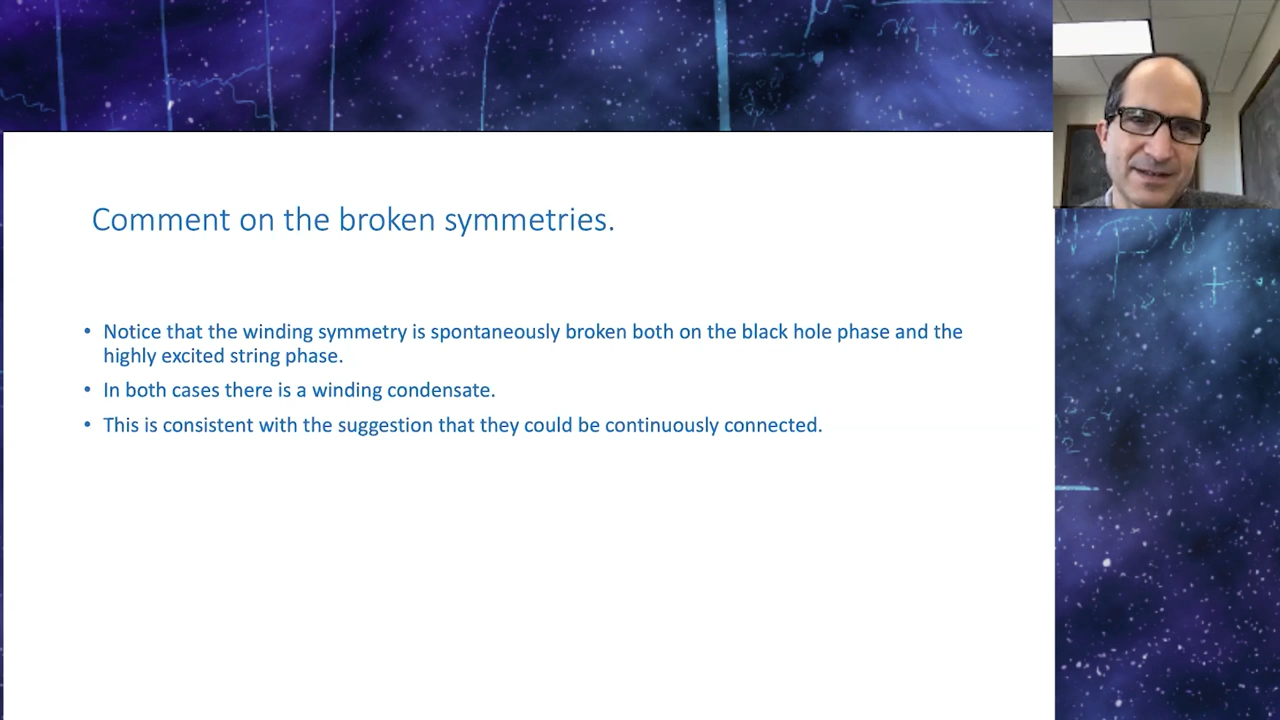 Comment on the broken symmetries.
• Notice that the winding symmetry is spontaneously broken both on the black hole phase and the
highly excited string phase.
• In both cases there is a winding condensate.
• This is consistent with the suggestion that they could be continuously connected.